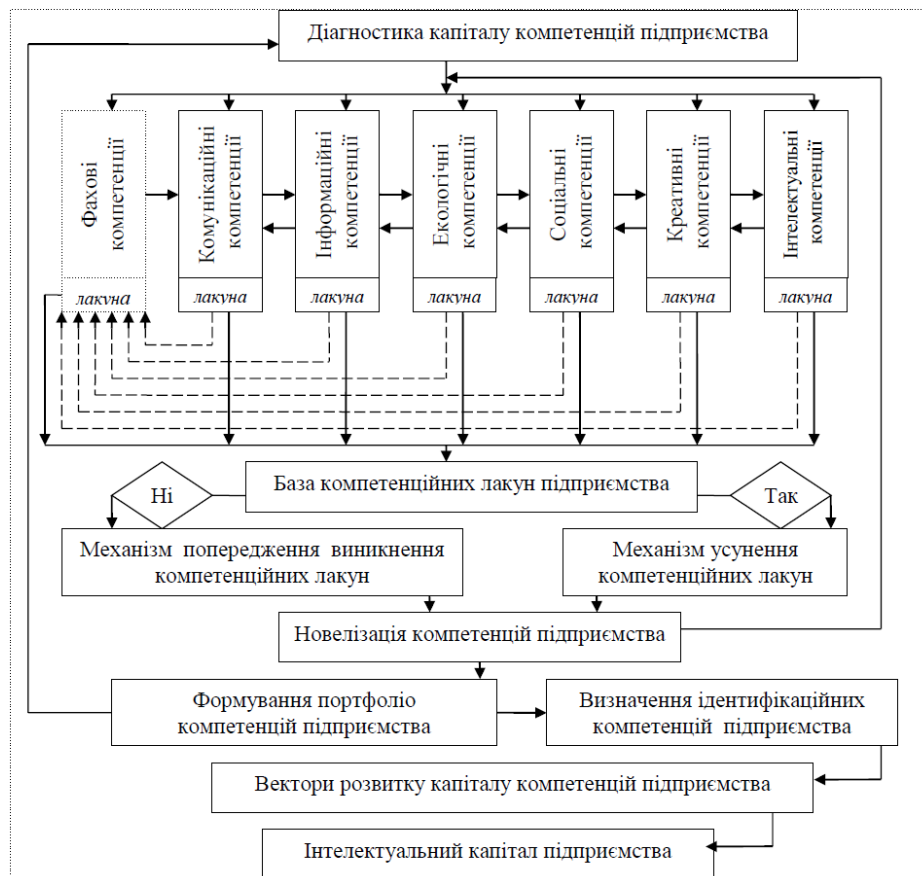 Діагностика капіталу компетенцій підприємства
Фахові
компетенції
Комунікаційні
компетенції
Інформаційні
компетенції
Екологічні
компетенції
Соціальні
компетенції
Креативні
компетенції
Інтелектуальні
компетенції
лакуна
лакуна
лакуна
лакуна
лакуна
лакуна
лакуна
База компетенційних лакун підприємства
Ні
Так
Механізм попередження виникнення
компетенційних лакун
Механізм усунення
компетенційних лакун
Новелізація компетенцій підприємства
Формування портфоліо
компетенцій підприємства
Визначення ідентифікаційних
компетенцій підприємства
Вектори розвитку капіталу компетенцій підприємства
Інтелектуальний капітал підприємства